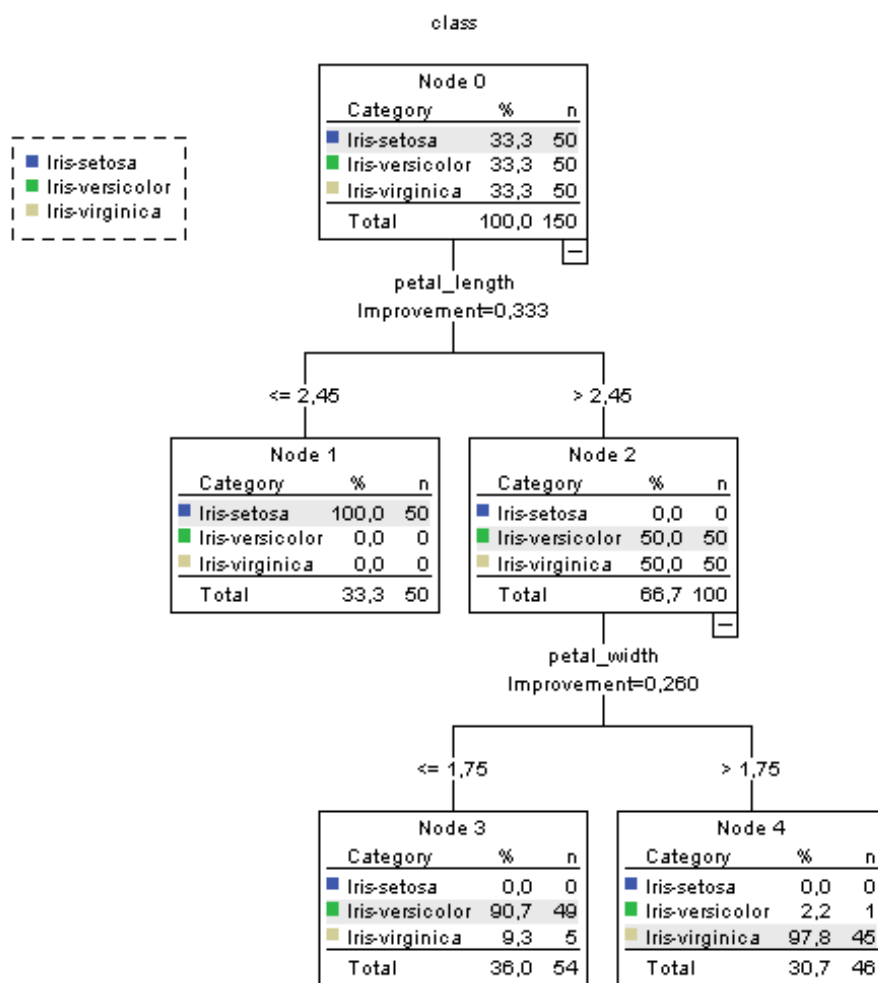 class
Iris-setosa
Iris-versicolor
Iris-virginica
Node 0
Category % n
Iris-setosa 33,3 50
Iris-versicolor 33,3 50
Iris-virginica 33,3 50
Total 100,0 150
petal_length
Improvement=0,333
<= 2,45
> 2,45
Node 1
Category % n
Iris-setosa 100,0 50
Iris-versicolor 0,0 0
Iris-virginica 0,0 0
Total 33,3 50
Node 2
Category % n
Iris-setosa 0,0 0
Iris-versicolor 50,0 50
Iris-virginica 50,0 50
Total 66,7 100
petal_width
Improvement=0,260
<= 1,75
> 1,75
Node 3
Category % n
Iris-setosa 0,0 0
Iris-versicolor 90,7 49
Iris-virginica 9,3 5
Total 36,0 54
Node 4
Category % n
Iris-setosa 0,0 0
Iris-versicolor 2,2 1
Iris-virginica 97,8 45
Total 30,7 46